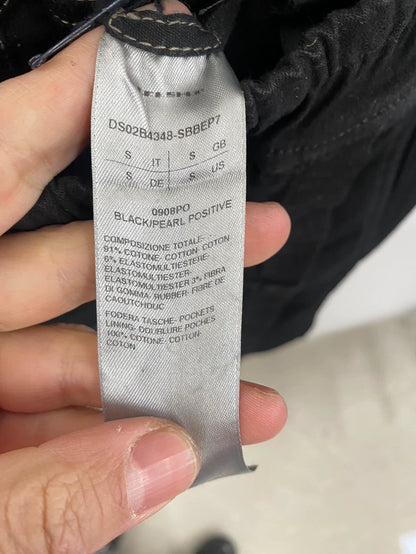 DS02B4348-SBBEP7
S IT S GB
S DE S US
0908PO
BLACK/PEARL POSITIVE
COMPOSIZIONE TOTALE-
91% COTONE- COTTON- COTON
6% ELASTOMULTIESTERE-
ELASTOMULTIESTER-
ELASTOMULTIESTER 3% FIBRA
DI GOMMA- RUBBER- FIBRE DE
CAOUTCHOUC
FODERA TASCHE- POCKETS
LINING- DOUBLURE POCHES
100% COTONE- COTTON-
COTON